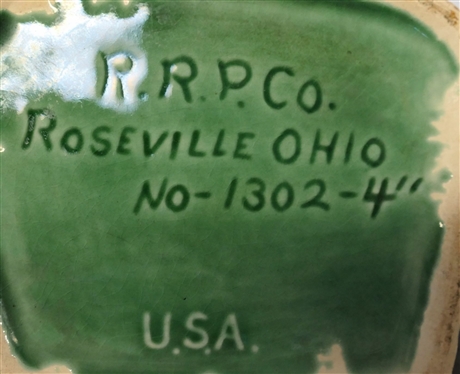 R.R.P.Co.
ROSEVILLE OHIO
No-1302-4"
U.S.A.